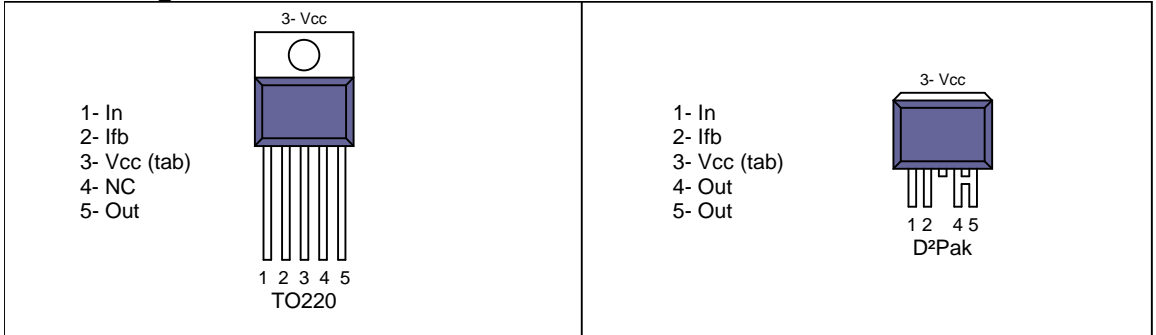 3- Vcc
1- In
2- Ifb
3- Vcc (tab)
4- NC
5- Out
1 2 3 4 5
TO220
3- Vcc
1- In
2- Ifb
3- Vcc (tab)
4- Out
5- Out
1 2 4 5
D²Pak